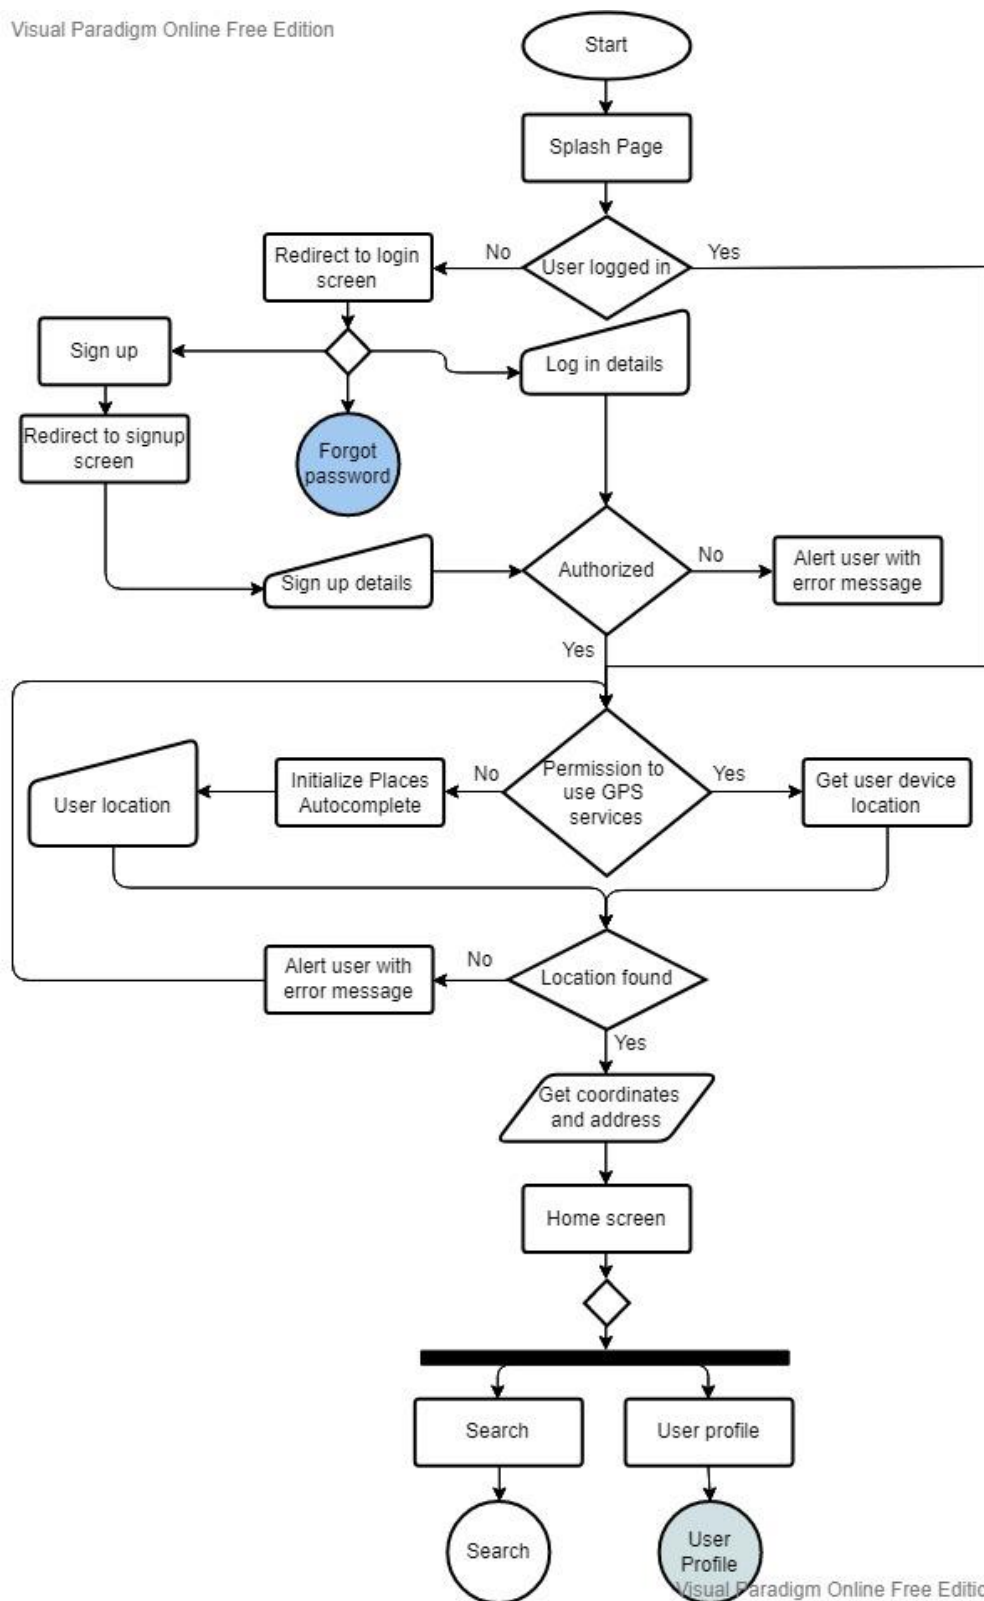 Visual Paradigm Online Free Edition
Start
Splash Page
User logged in
No
Yes
Redirect to login
screen
Sign up
Log in details
Redirect to signup
screen
Forgot
password
Sign up details
Authorized
No
Alert user with
error message
Yes
User location
Initialize Places
Autocomplete
No
Permission to
use GPS
services
Yes
Get user device
location
Alert user with
error message
No
Location found
Yes
Get coordinates
and address
Home screen
Search
User profile
Search
User
Profile
Visual Paradigm Online Free Editio